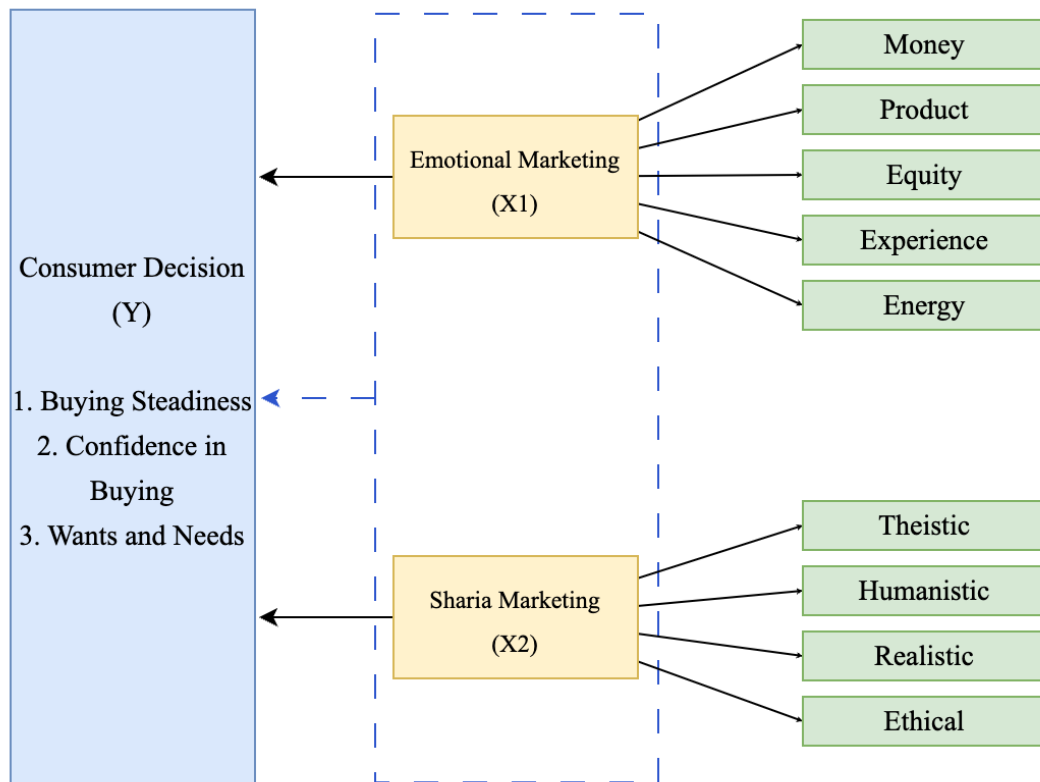 Consumer Decision
(Y)
1. Buying Steadiness
2. Confidence in
Buying
3. Wants and Needs
Emotional Marketing
(X1)
Sharia Marketing
(X2)
Money
Product
Equity
Experience
Energy
Theistic
Humanistic
Realistic
Ethical